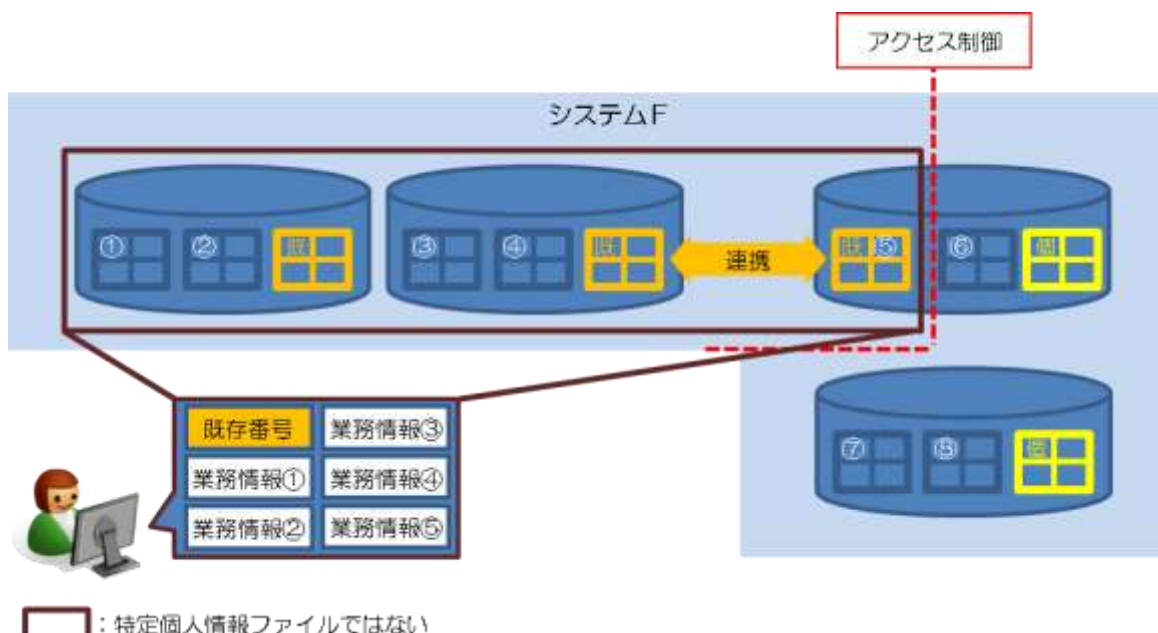 アクセス制御
システムF
① ② 既 ③ ④ 既 連携 既 ⑤ ⑥ 個
既存番号 業務情報③
業務情報① 業務情報④
業務情報② 業務情報⑤
⑦ ⑧ 個
：特定個人情報ファイルではない